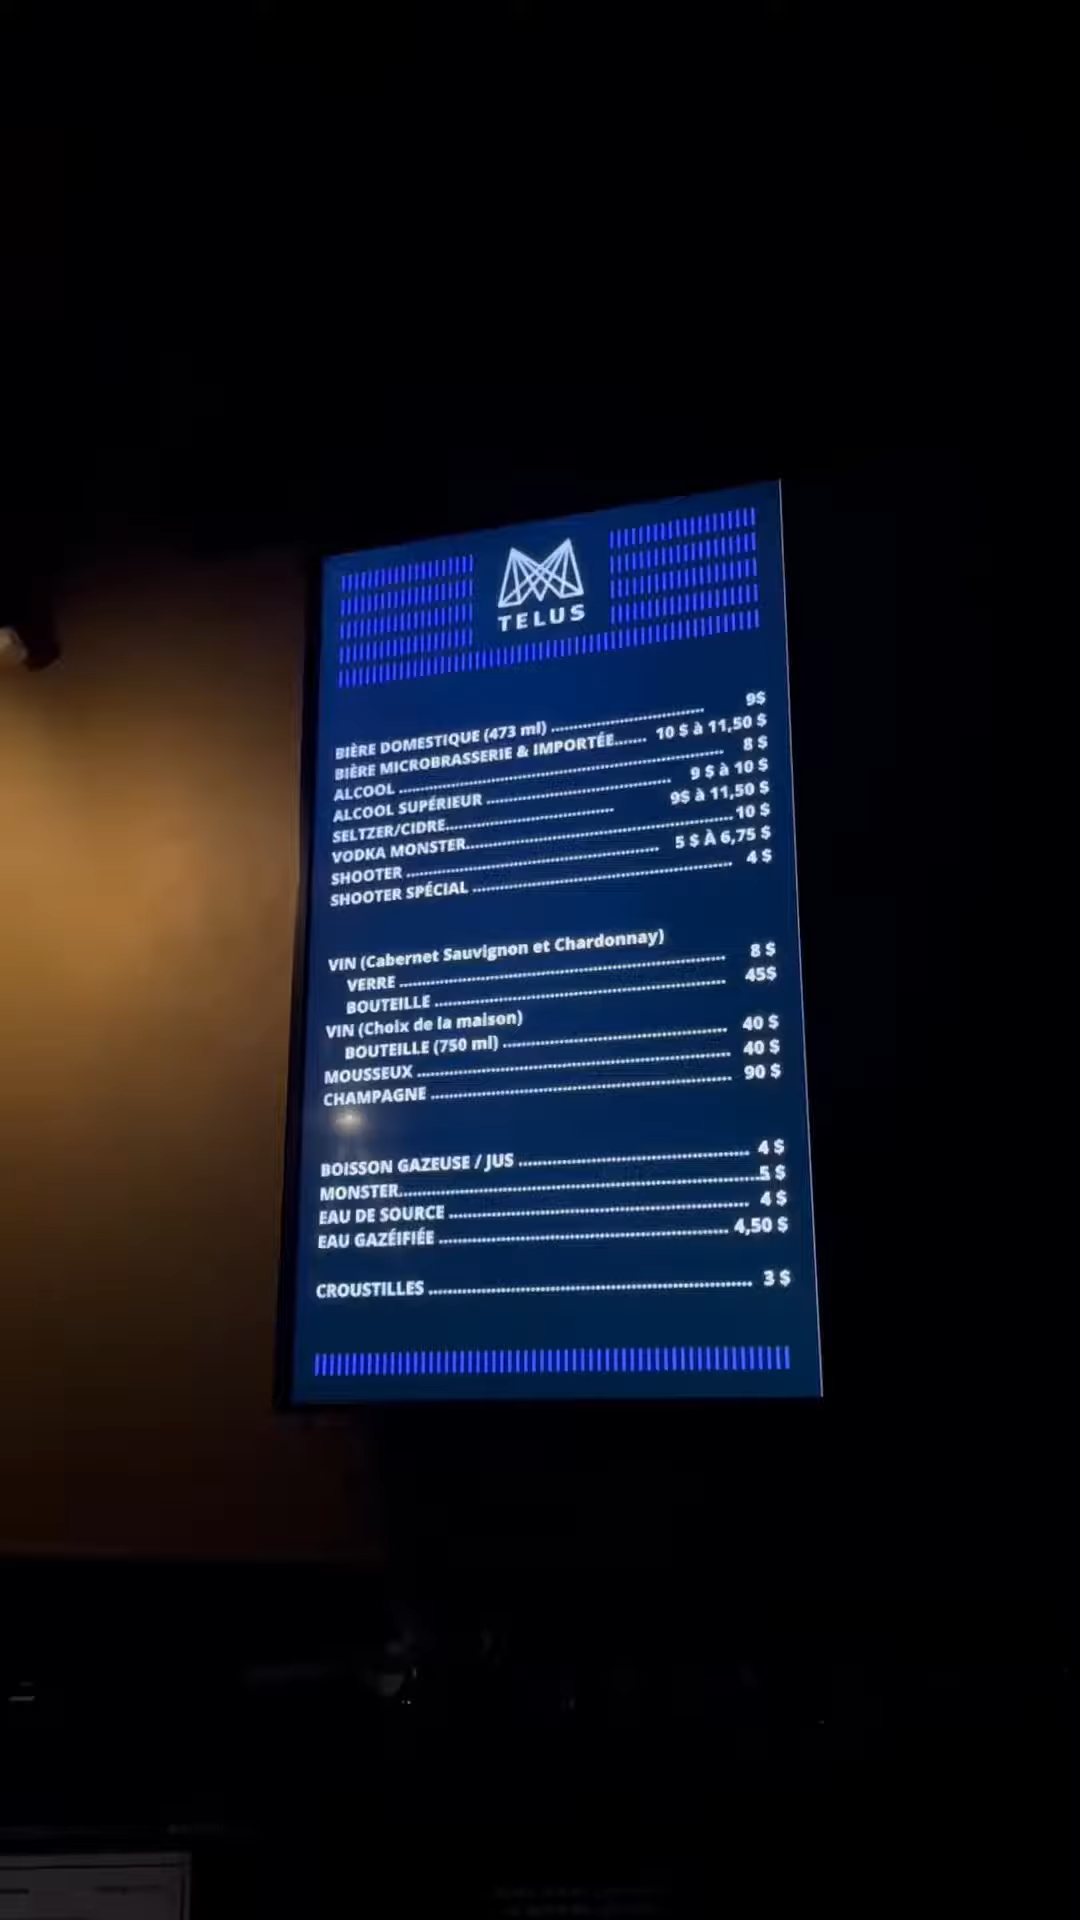 TELUS
BIÈRE DOMESTIQUE (473 ml) .......................... 9$
BIÈRE MICROBRASSERIE & IMPORTÉE....... 10 $ à 11,50 $
ALCOOL .......................... 8 $
ALCOOL SUPÉRIEUR .......................... 9 $ à 10 $
SELTZER/CIDRE.......................... 9$ à 11,50 $
VODKA MONSTER..........................10 $
SHOOTER .......................... 5 $ À 6,75 $
SHOOTER SPÉCIAL .......................... 4 $
VIN (Cabernet Sauvignon et Chardonnay)
VERRE .......................... 8 $
BOUTEILLE .......................... 45$
VIN (Choix de la maison)
BOUTEILLE (750 ml) .......................... 40 $
MOUSSEUX .......................... 40 $
CHAMPAGNE .......................... 90 $
BOISSON GAZEUSE / JUS .......................... 4 $
MONSTER..........................5 $
EAU DE SOURCE .......................... 4 $
EAU GAZÉIFIÉE .......................... 4,50 $
CROUSTILLES .......................... 3 $